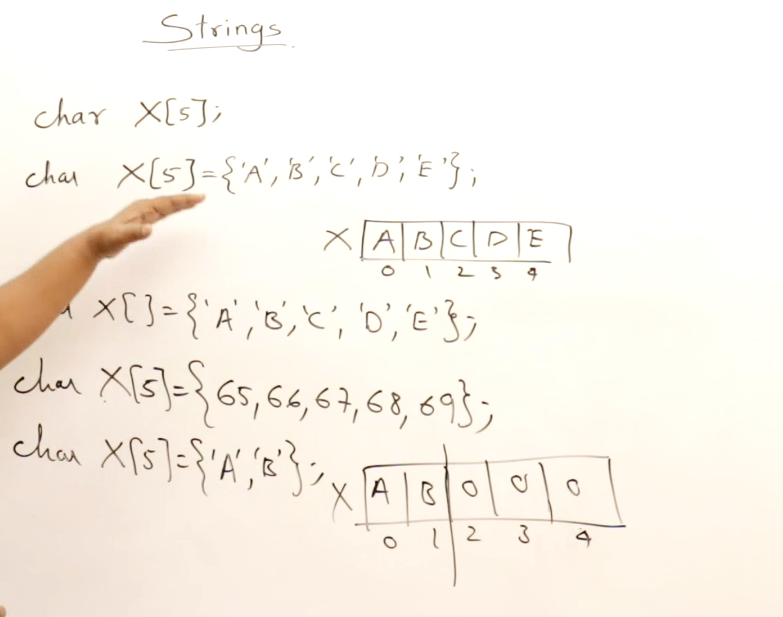 Strings
char X[5];
char X[5]={'A','B','C','D','E'};
X A B C D E
0 1 2 3 4
X[]={'A','B','C','D','E'};
char X[5]={65,66,67,68,69};
char X[5]={'A','B'};
X A B 0 0 0
0 1 2 3 4